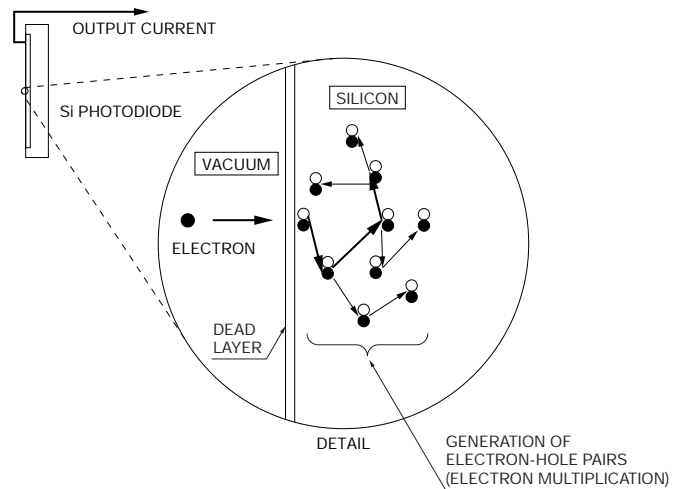 OUTPUT CURRENT
Si PHOTODIODE
SILICON
VACUUM
ELECTRON
DEAD
LAYER
DETAIL
GENERATION OF
ELECTRON-HOLE PAIRS
(ELECTRON MULTIPLICATION)